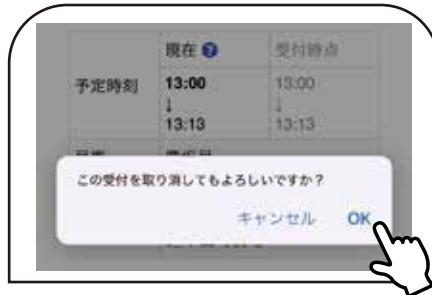 現在 ?
受付時点
予定時刻
13:00
↓
13:13
13:00
↓
13:13
この受付を取り消してもよろしいですか？
キャンセル
OK